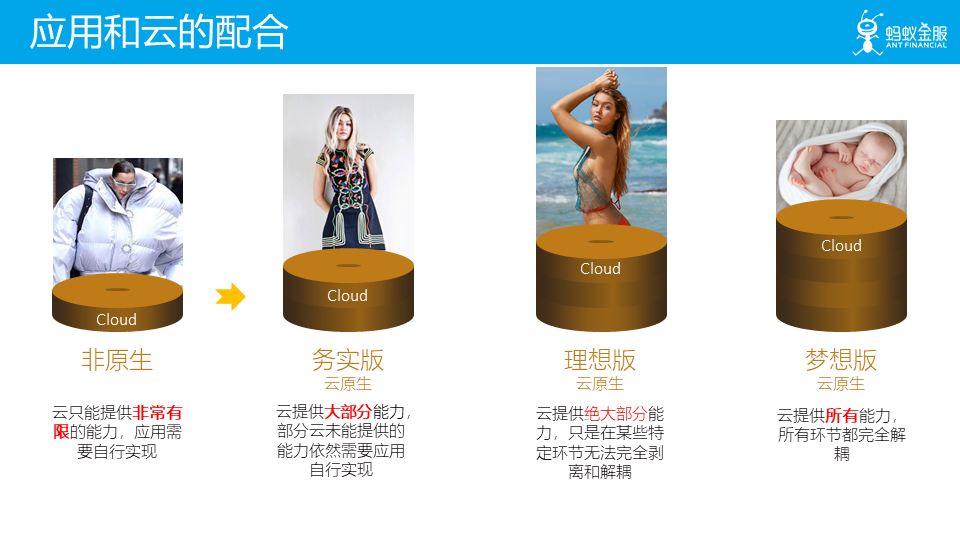 应用和云的配合
蚂蚁金服
ANT FINANCIAL
Cloud
非原生
云只能提供非常有
限的能力，应用需
要自行实现
Cloud
务实版
云原生
云提供大部分能力，
部分云未能提供的
能力依然需要应用
自行实现
Cloud
理想版
云原生
云提供绝大部分能
力，只是在某些特
定环节无法完全剥
离和解耦
Cloud
梦想版
云原生
云提供所有能力，
所有环节都完全解
耦